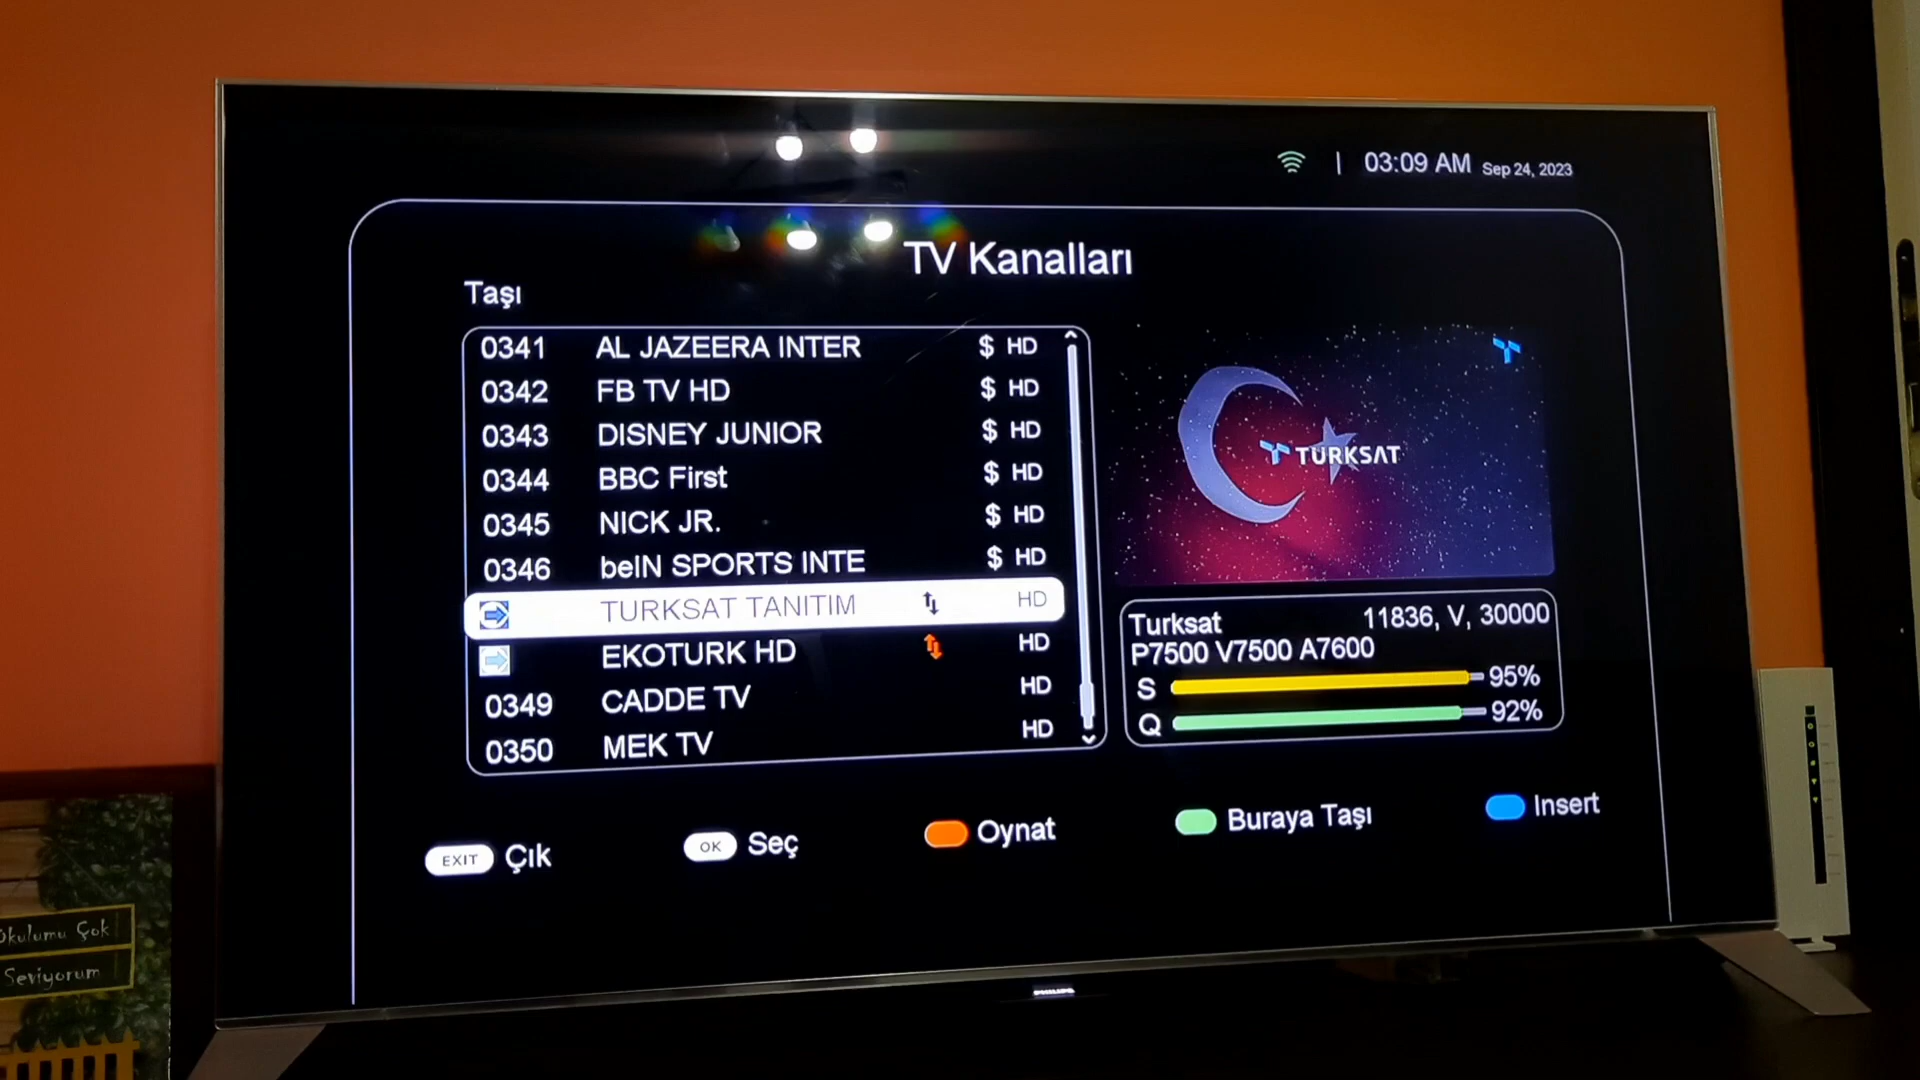 03:09 AM Sep 24, 2023
TV Kanalları
Taşı
0341 AL JAZEERA INTER $ HD
0342 FB TV HD $ HD
0343 DISNEY JUNIOR $ HD
0344 BBC First $ HD
0345 NICK JR. $ HD
0346 beIN SPORTS INTE $ HD
TURKSAT TANITIM HD
EKOTURK HD HD
0349 CADDE TV HD
0350 MEK TV HD
TURKSAT
Turksat 11836, V, 30000
P7500 V7500 A7600
S 95%
Q 92%
EXIT Çık
OK Seç
Oynat
Buraya Taşı
Insert
PHILIPS
Okulumu Çok
Seviyorum